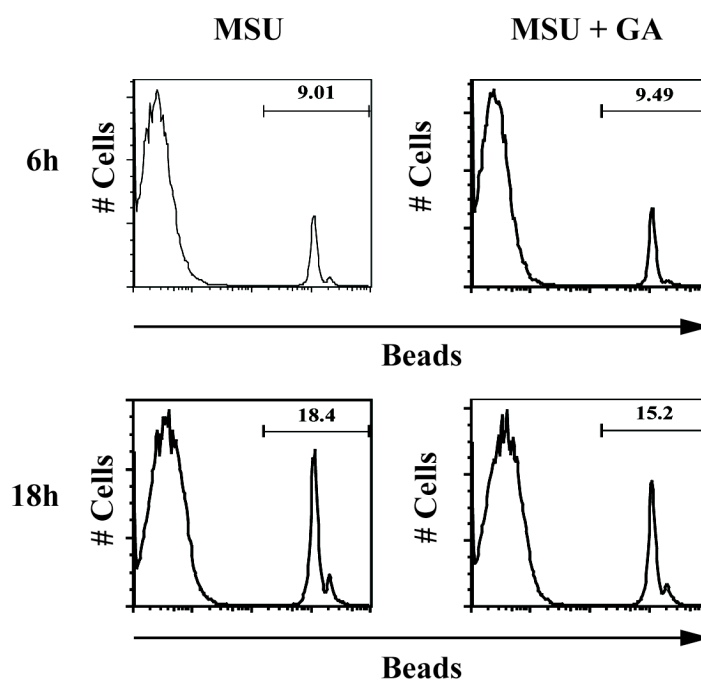 MSU MSU + GA
6h # Cells 9.01 # Cells 9.49
Beads
18h # Cells 18.4 # Cells 15.2
Beads